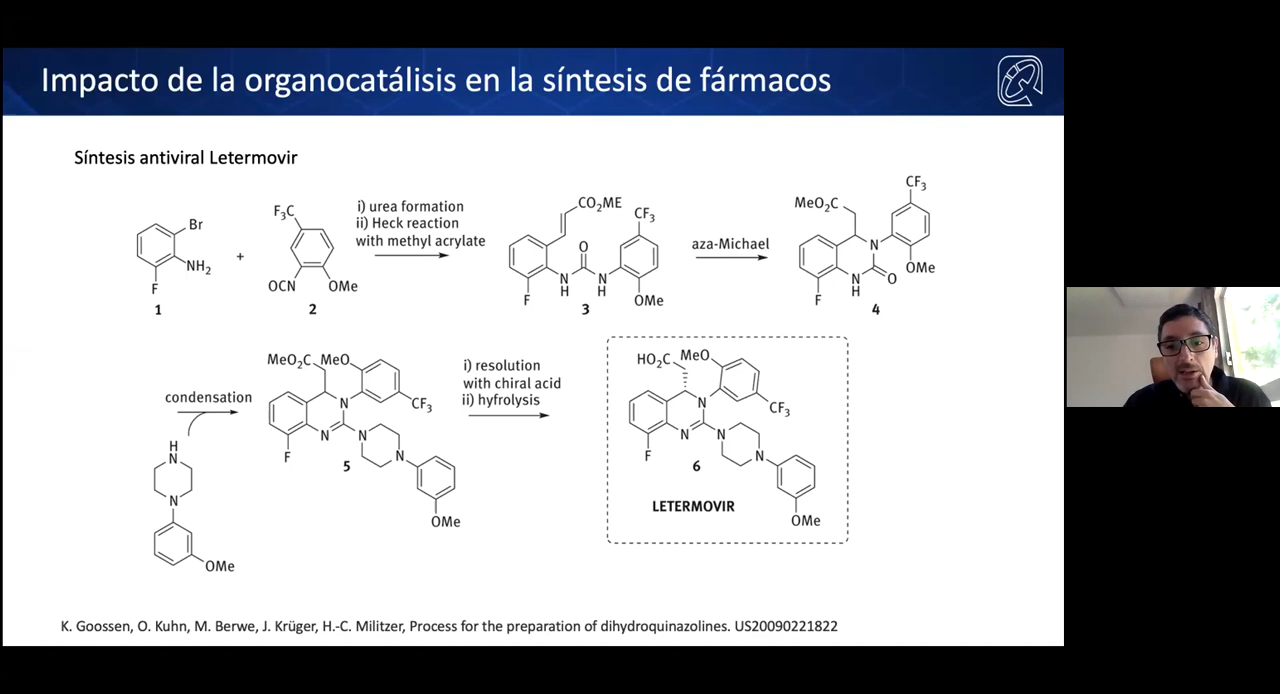 Impacto de la organocatálisis en la síntesis de fármacos
Síntesis antiviral Letermovir
Br
NH2
F
1
+
F3C
OCN
OMe
2
i) urea formation
ii) Heck reaction
with methyl acrylate
CO2ME
CF3
O
N
H
N
H
F
OMe
3
aza-Michael
CF3
MeO2C
N
OMe
N
H
O
F
4
condensation
H
N
N
OMe
MeO2C
MeO
N
CF3
N
N
F
N
5
OMe
i) resolution
with chiral acid
ii) hyfrolysis
HO2C
MeO
N
CF3
N
N
F
N
6
LETERMOVIR
OMe
K. Goossen, O. Kuhn, M. Berwe, J. Krüger, H.-C. Militzer, Process for the preparation of dihydroquinazolines. US20090221822